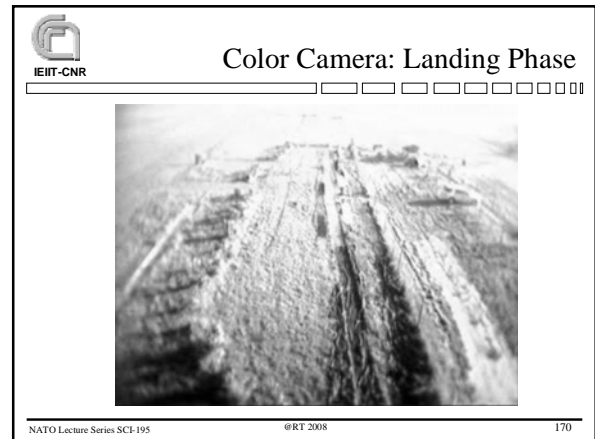 IEIIT-CNR
Color Camera: Landing Phase
NATO Lecture Series SCI-195
@RT 2008
170